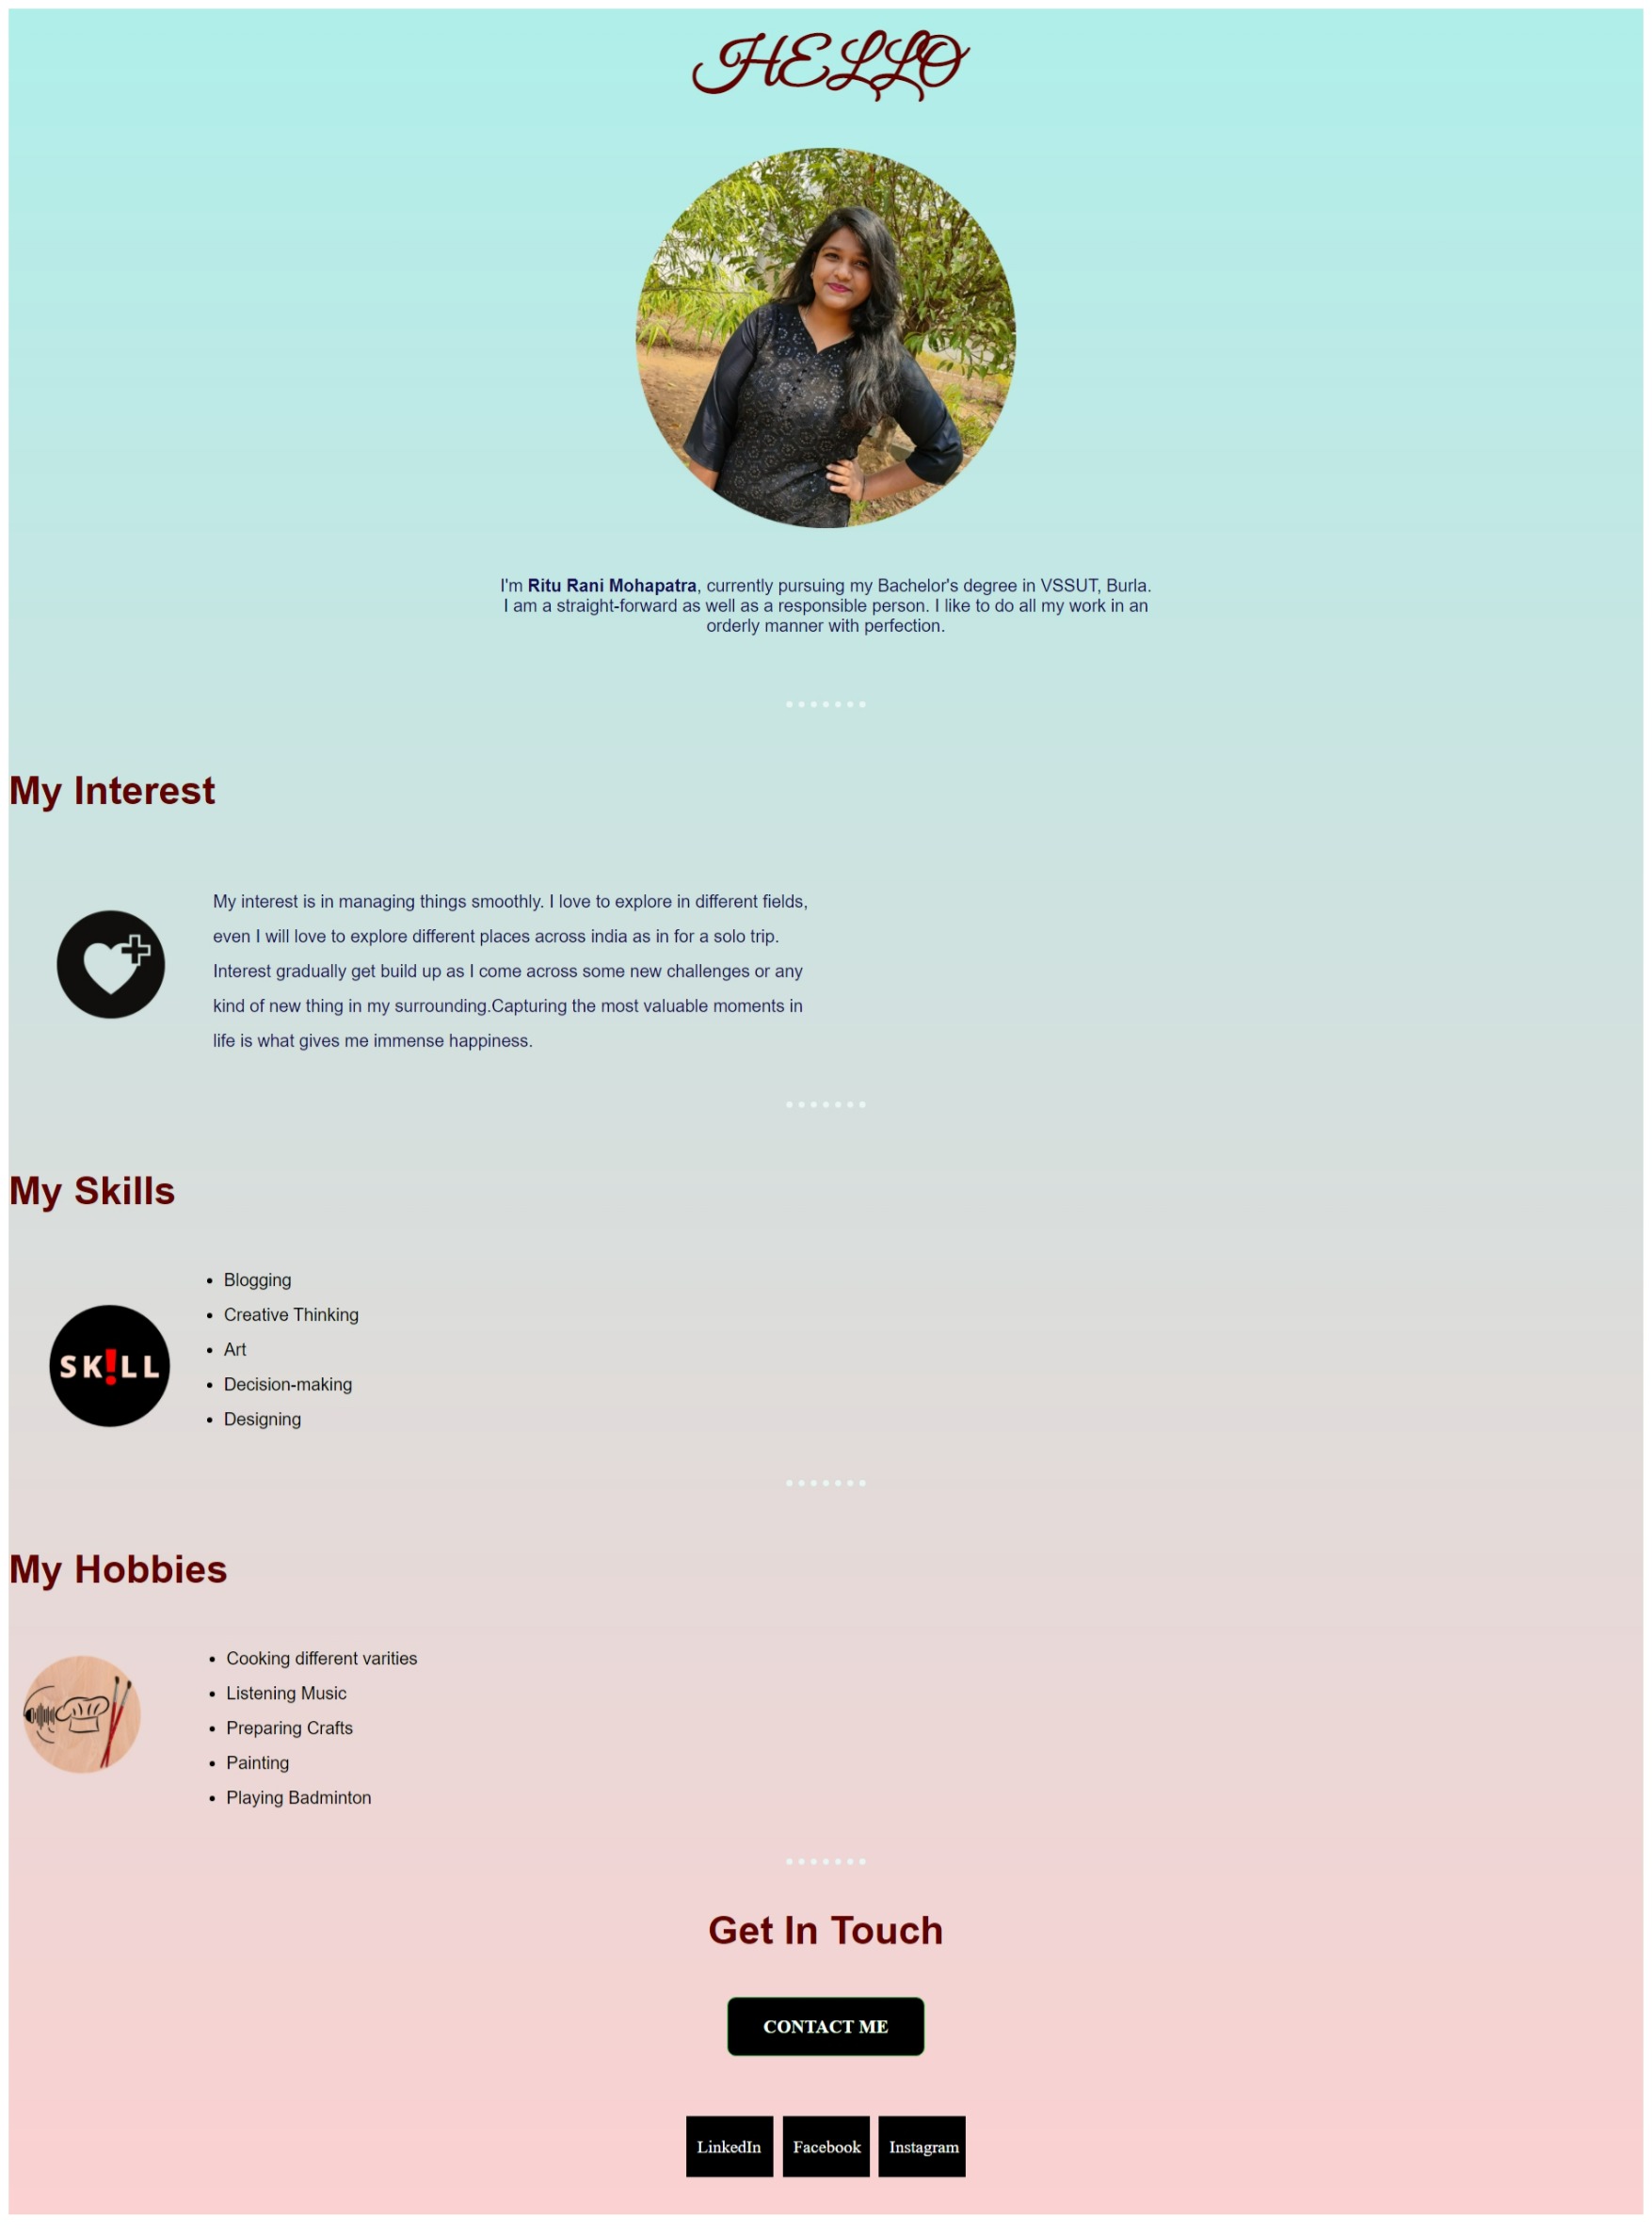 HELLO
I'm Ritu Rani Mohapatra, currently pursuing my Bachelor's degree in VSSUT, Burla.
I am a straight-forward as well as a responsible person. I like to do all my work in an
orderly manner with perfection.
My Interest
My interest is in managing things smoothly. I love to explore in different fields,
even I will love to explore different places across india as in for a solo trip.
Interest gradually get build up as I come across some new challenges or any
kind of new thing in my surrounding.Capturing the most valuable moments in
life is what gives me immense happiness.
My Skills
SK!LL
Blogging
Creative Thinking
Art
Decision-making
Designing
My Hobbies
Cooking different varities
Listening Music
Preparing Crafts
Painting
Playing Badminton
Get In Touch
CONTACT ME
LinkedIn Facebook Instagram